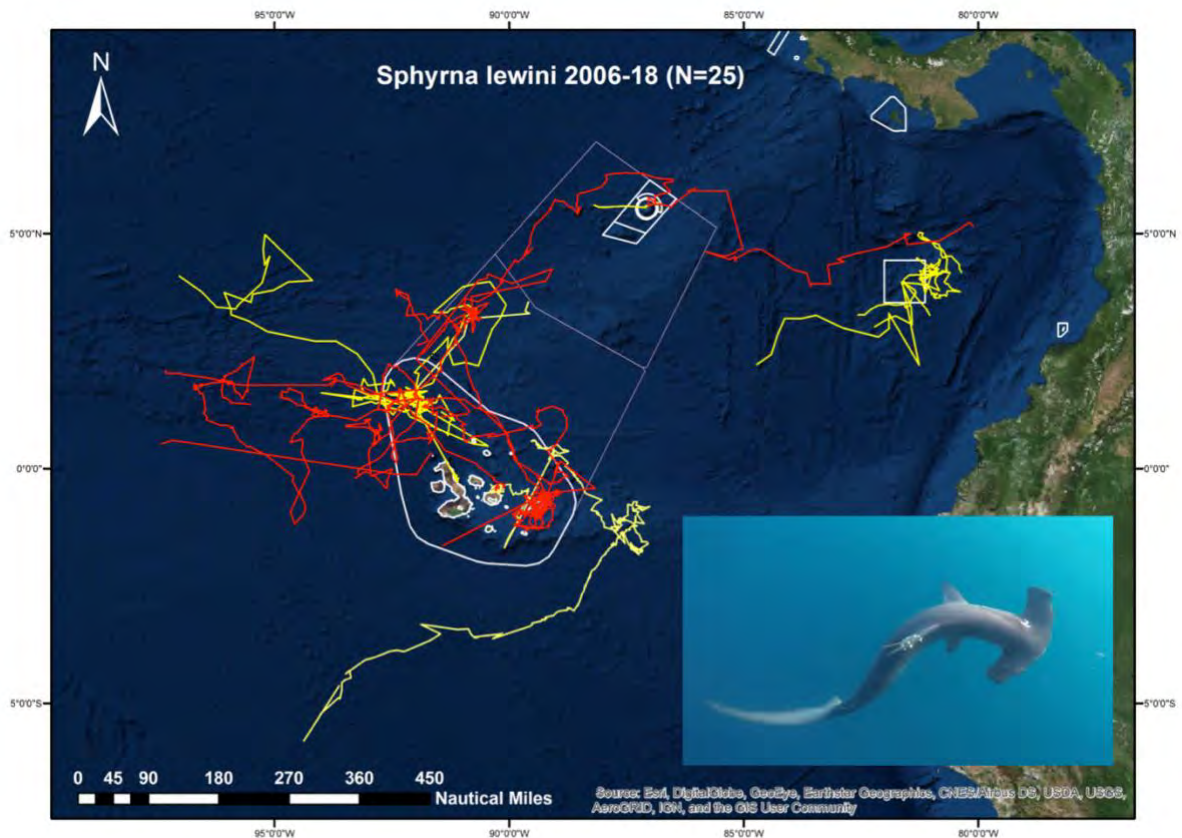 95°0'0"W 90°0'0"W 85°0'0"W 80°0'0"W
N
Sphyrna lewini 2006-18 (N=25)
5°0'0"N 5°0'0"N
0°0'0" 0°0'0"
5°0'0"S 5°0'0"S
0 45 90 180 270 360 450
Nautical Miles
Source: Esri, DigitalGlobe, GeoEye, Earthstar Geographics, CNES/Airbus DS, USDA, USGS,
AeroGRID, IGN, and the GIS User Community
95°0'0"W 90°0'0"W 85°0'0"W 80°0'0"W